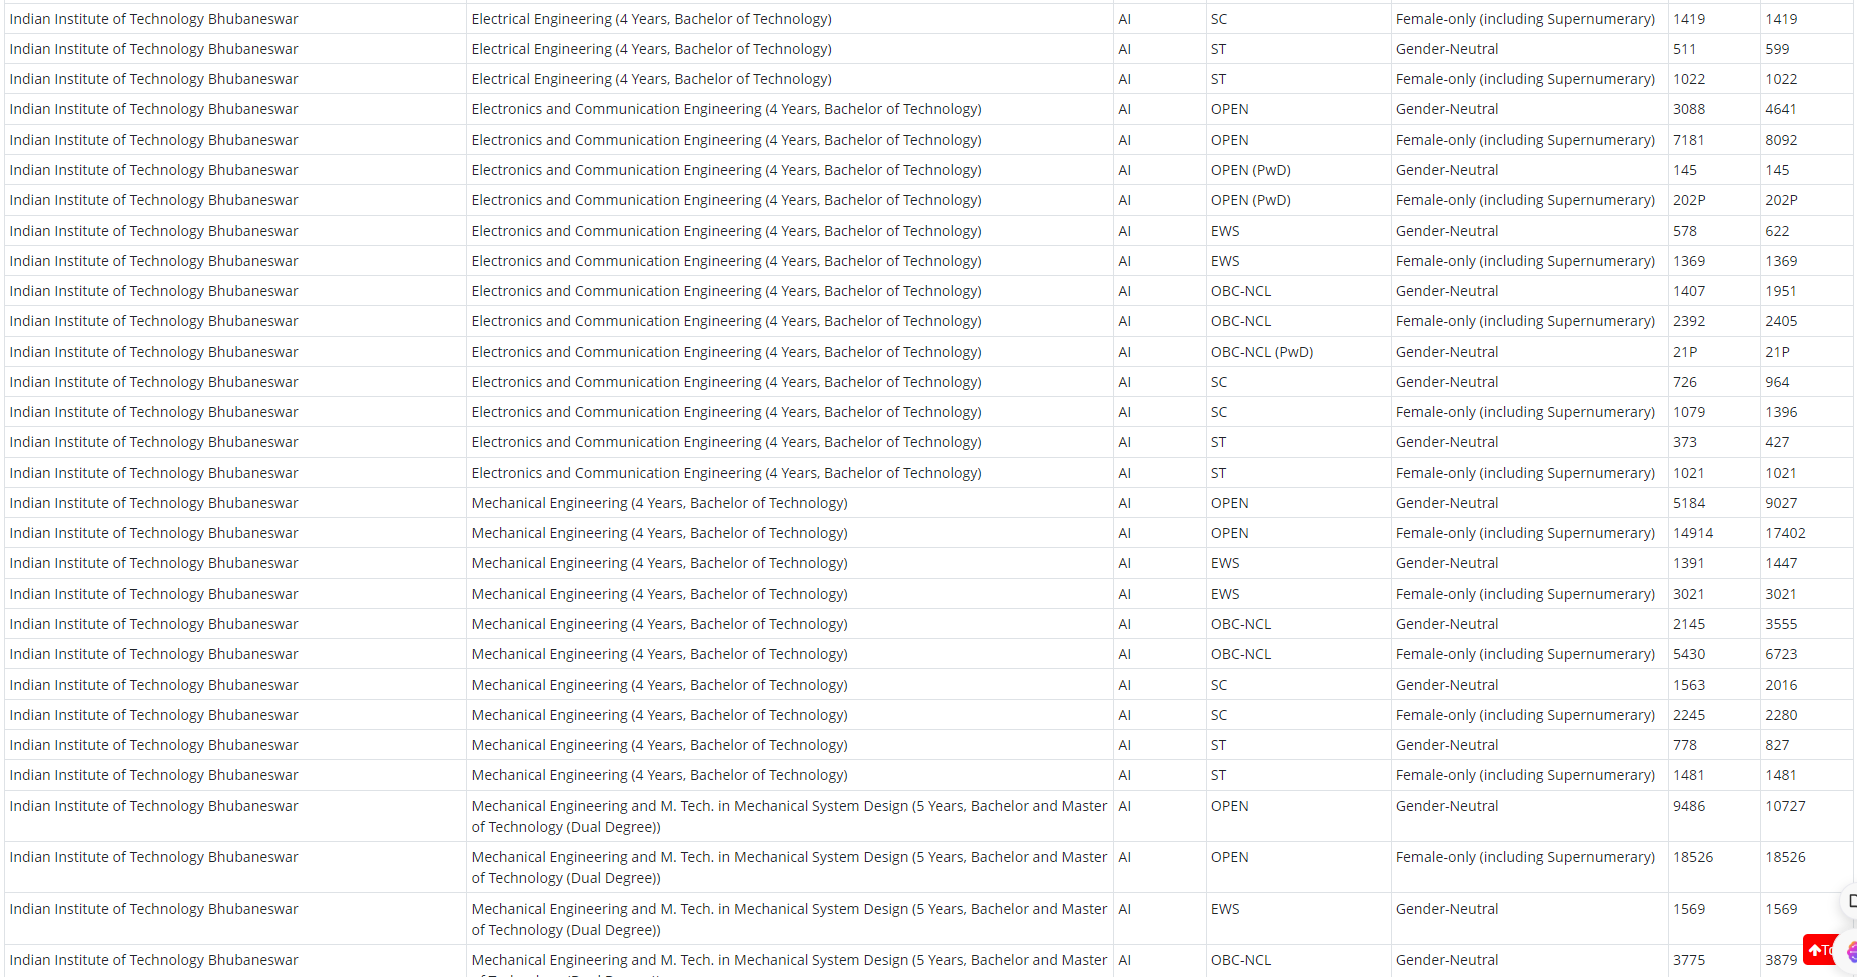 Indian Institute of Technology Bhubaneswar Electrical Engineering (4 Years, Bachelor of Technology) AI SC Female-only (including Supernumerary) 1419 1419
Indian Institute of Technology Bhubaneswar Electrical Engineering (4 Years, Bachelor of Technology) AI ST Gender-Neutral 511 599
Indian Institute of Technology Bhubaneswar Electrical Engineering (4 Years, Bachelor of Technology) AI ST Female-only (including Supernumerary) 1022 1022
Indian Institute of Technology Bhubaneswar Electronics and Communication Engineering (4 Years, Bachelor of Technology) AI OPEN Gender-Neutral 3088 4641
Indian Institute of Technology Bhubaneswar Electronics and Communication Engineering (4 Years, Bachelor of Technology) AI OPEN Female-only (including Supernumerary) 7181 8092
Indian Institute of Technology Bhubaneswar Electronics and Communication Engineering (4 Years, Bachelor of Technology) AI OPEN (PwD) Gender-Neutral 145 145
Indian Institute of Technology Bhubaneswar Electronics and Communication Engineering (4 Years, Bachelor of Technology) AI OPEN (PwD) Female-only (including Supernumerary) 202P 202P
Indian Institute of Technology Bhubaneswar Electronics and Communication Engineering (4 Years, Bachelor of Technology) AI EWS Gender-Neutral 578 622
Indian Institute of Technology Bhubaneswar Electronics and Communication Engineering (4 Years, Bachelor of Technology) AI EWS Female-only (including Supernumerary) 1369 1369
Indian Institute of Technology Bhubaneswar Electronics and Communication Engineering (4 Years, Bachelor of Technology) AI OBC-NCL Gender-Neutral 1407 1951
Indian Institute of Technology Bhubaneswar Electronics and Communication Engineering (4 Years, Bachelor of Technology) AI OBC-NCL Female-only (including Supernumerary) 2392 2405
Indian Institute of Technology Bhubaneswar Electronics and Communication Engineering (4 Years, Bachelor of Technology) AI OBC-NCL (PwD) Gender-Neutral 21P 21P
Indian Institute of Technology Bhubaneswar Electronics and Communication Engineering (4 Years, Bachelor of Technology) AI SC Gender-Neutral 726 964
Indian Institute of Technology Bhubaneswar Electronics and Communication Engineering (4 Years, Bachelor of Technology) AI SC Female-only (including Supernumerary) 1079 1396
Indian Institute of Technology Bhubaneswar Electronics and Communication Engineering (4 Years, Bachelor of Technology) AI ST Gender-Neutral 373 427
Indian Institute of Technology Bhubaneswar Electronics and Communication Engineering (4 Years, Bachelor of Technology) AI ST Female-only (including Supernumerary) 1021 1021
Indian Institute of Technology Bhubaneswar Mechanical Engineering (4 Years, Bachelor of Technology) AI OPEN Gender-Neutral 5184 9027
Indian Institute of Technology Bhubaneswar Mechanical Engineering (4 Years, Bachelor of Technology) AI OPEN Female-only (including Supernumerary) 14914 17402
Indian Institute of Technology Bhubaneswar Mechanical Engineering (4 Years, Bachelor of Technology) AI EWS Gender-Neutral 1391 1447
Indian Institute of Technology Bhubaneswar Mechanical Engineering (4 Years, Bachelor of Technology) AI EWS Female-only (including Supernumerary) 3021 3021
Indian Institute of Technology Bhubaneswar Mechanical Engineering (4 Years, Bachelor of Technology) AI OBC-NCL Gender-Neutral 2145 3555
Indian Institute of Technology Bhubaneswar Mechanical Engineering (4 Years, Bachelor of Technology) AI OBC-NCL Female-only (including Supernumerary) 5430 6723
Indian Institute of Technology Bhubaneswar Mechanical Engineering (4 Years, Bachelor of Technology) AI SC Gender-Neutral 1563 2016
Indian Institute of Technology Bhubaneswar Mechanical Engineering (4 Years, Bachelor of Technology) AI SC Female-only (including Supernumerary) 2245 2280
Indian Institute of Technology Bhubaneswar Mechanical Engineering (4 Years, Bachelor of Technology) AI ST Gender-Neutral 778 827
Indian Institute of Technology Bhubaneswar Mechanical Engineering (4 Years, Bachelor of Technology) AI ST Female-only (including Supernumerary) 1481 1481
Indian Institute of Technology Bhubaneswar Mechanical Engineering and M. Tech. in Mechanical System Design (5 Years, Bachelor and Master AI OPEN Gender-Neutral 9486 10727
of Technology (Dual Degree))
Indian Institute of Technology Bhubaneswar Mechanical Engineering and M. Tech. in Mechanical System Design (5 Years, Bachelor and Master AI OPEN Female-only (including Supernumerary) 18526 18526
of Technology (Dual Degree))
Indian Institute of Technology Bhubaneswar Mechanical Engineering and M. Tech. in Mechanical System Design (5 Years, Bachelor and Master AI EWS Gender-Neutral 1569 1569
of Technology (Dual Degree))
Indian Institute of Technology Bhubaneswar Mechanical Engineering and M. Tech. in Mechanical System Design (5 Years, Bachelor and Master AI OBC-NCL Gender-Neutral 3775 3879